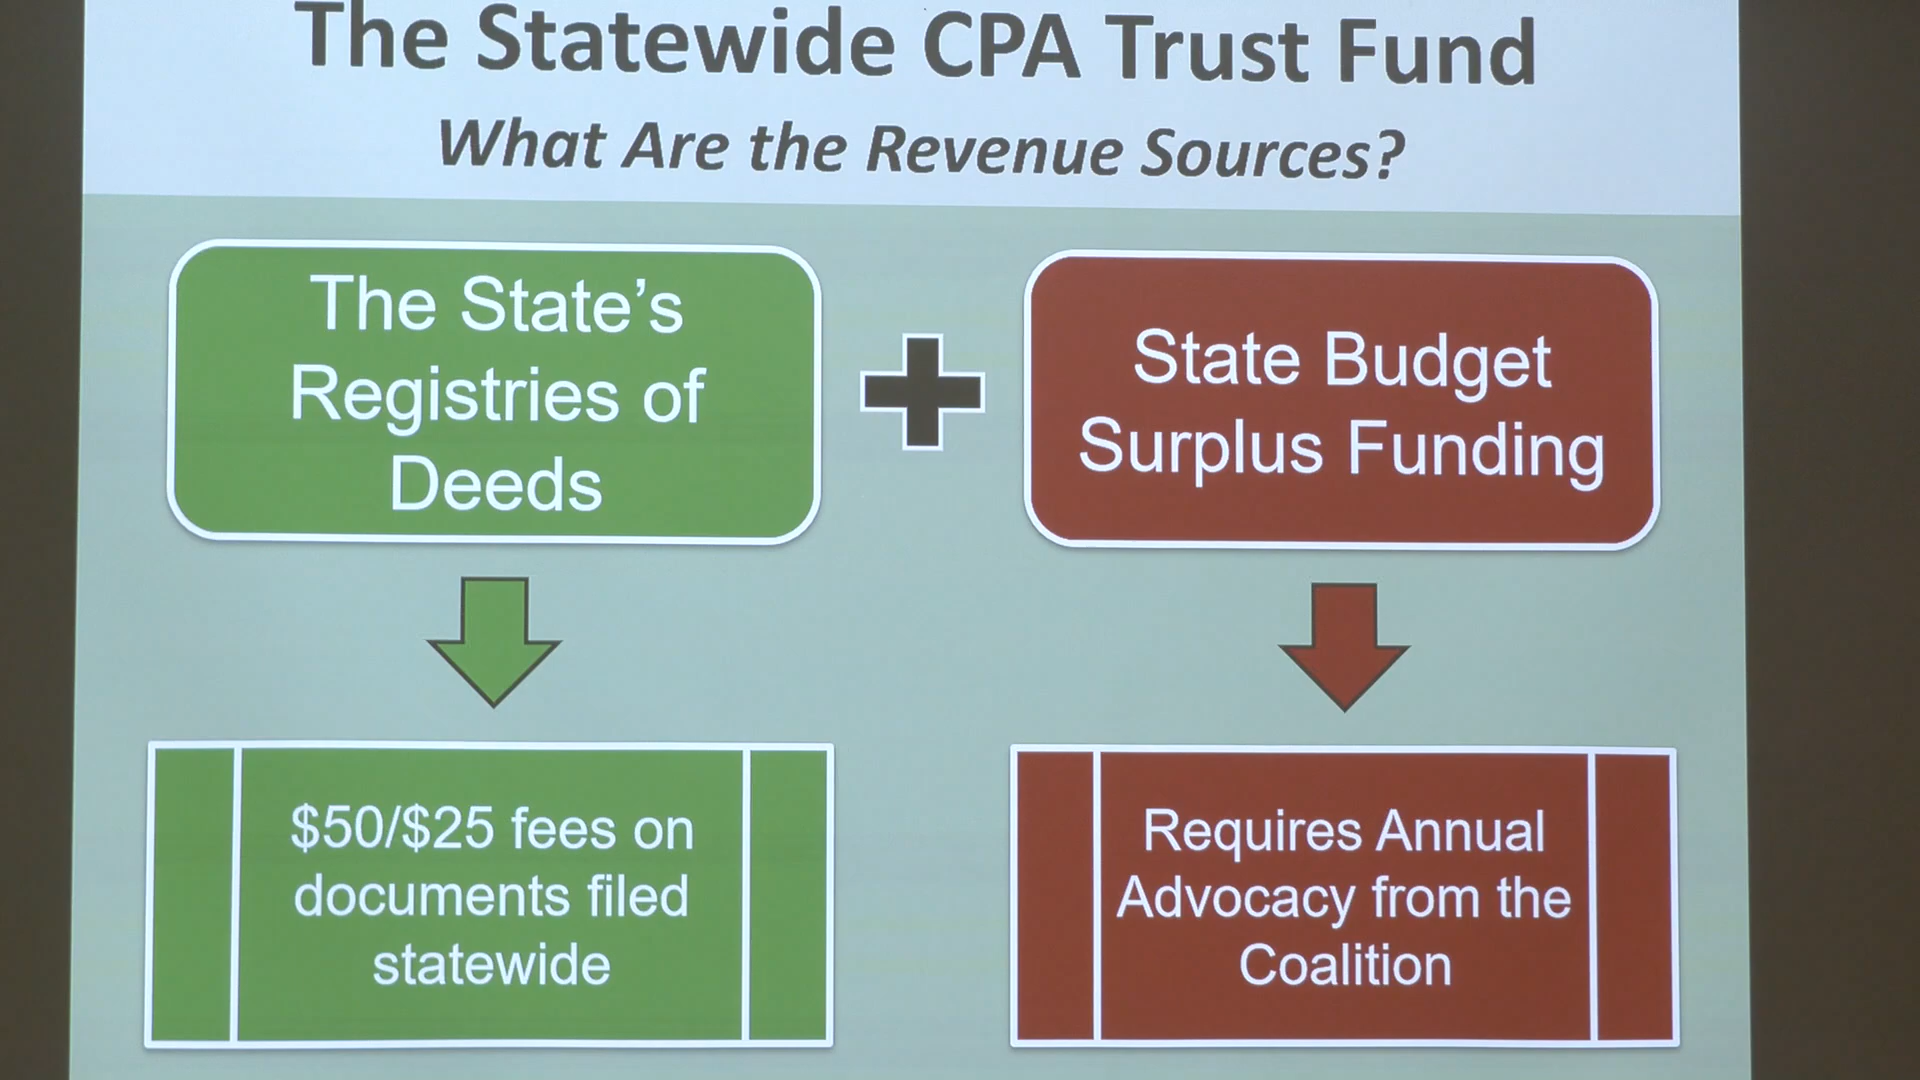 The Statewide CPA Trust Fund
What Are the Revenue Sources?
The State's
Registries of
Deeds
State Budget
Surplus Funding
$50/$25 fees on
documents filed
statewide
Requires Annual
Advocacy from the
Coalition